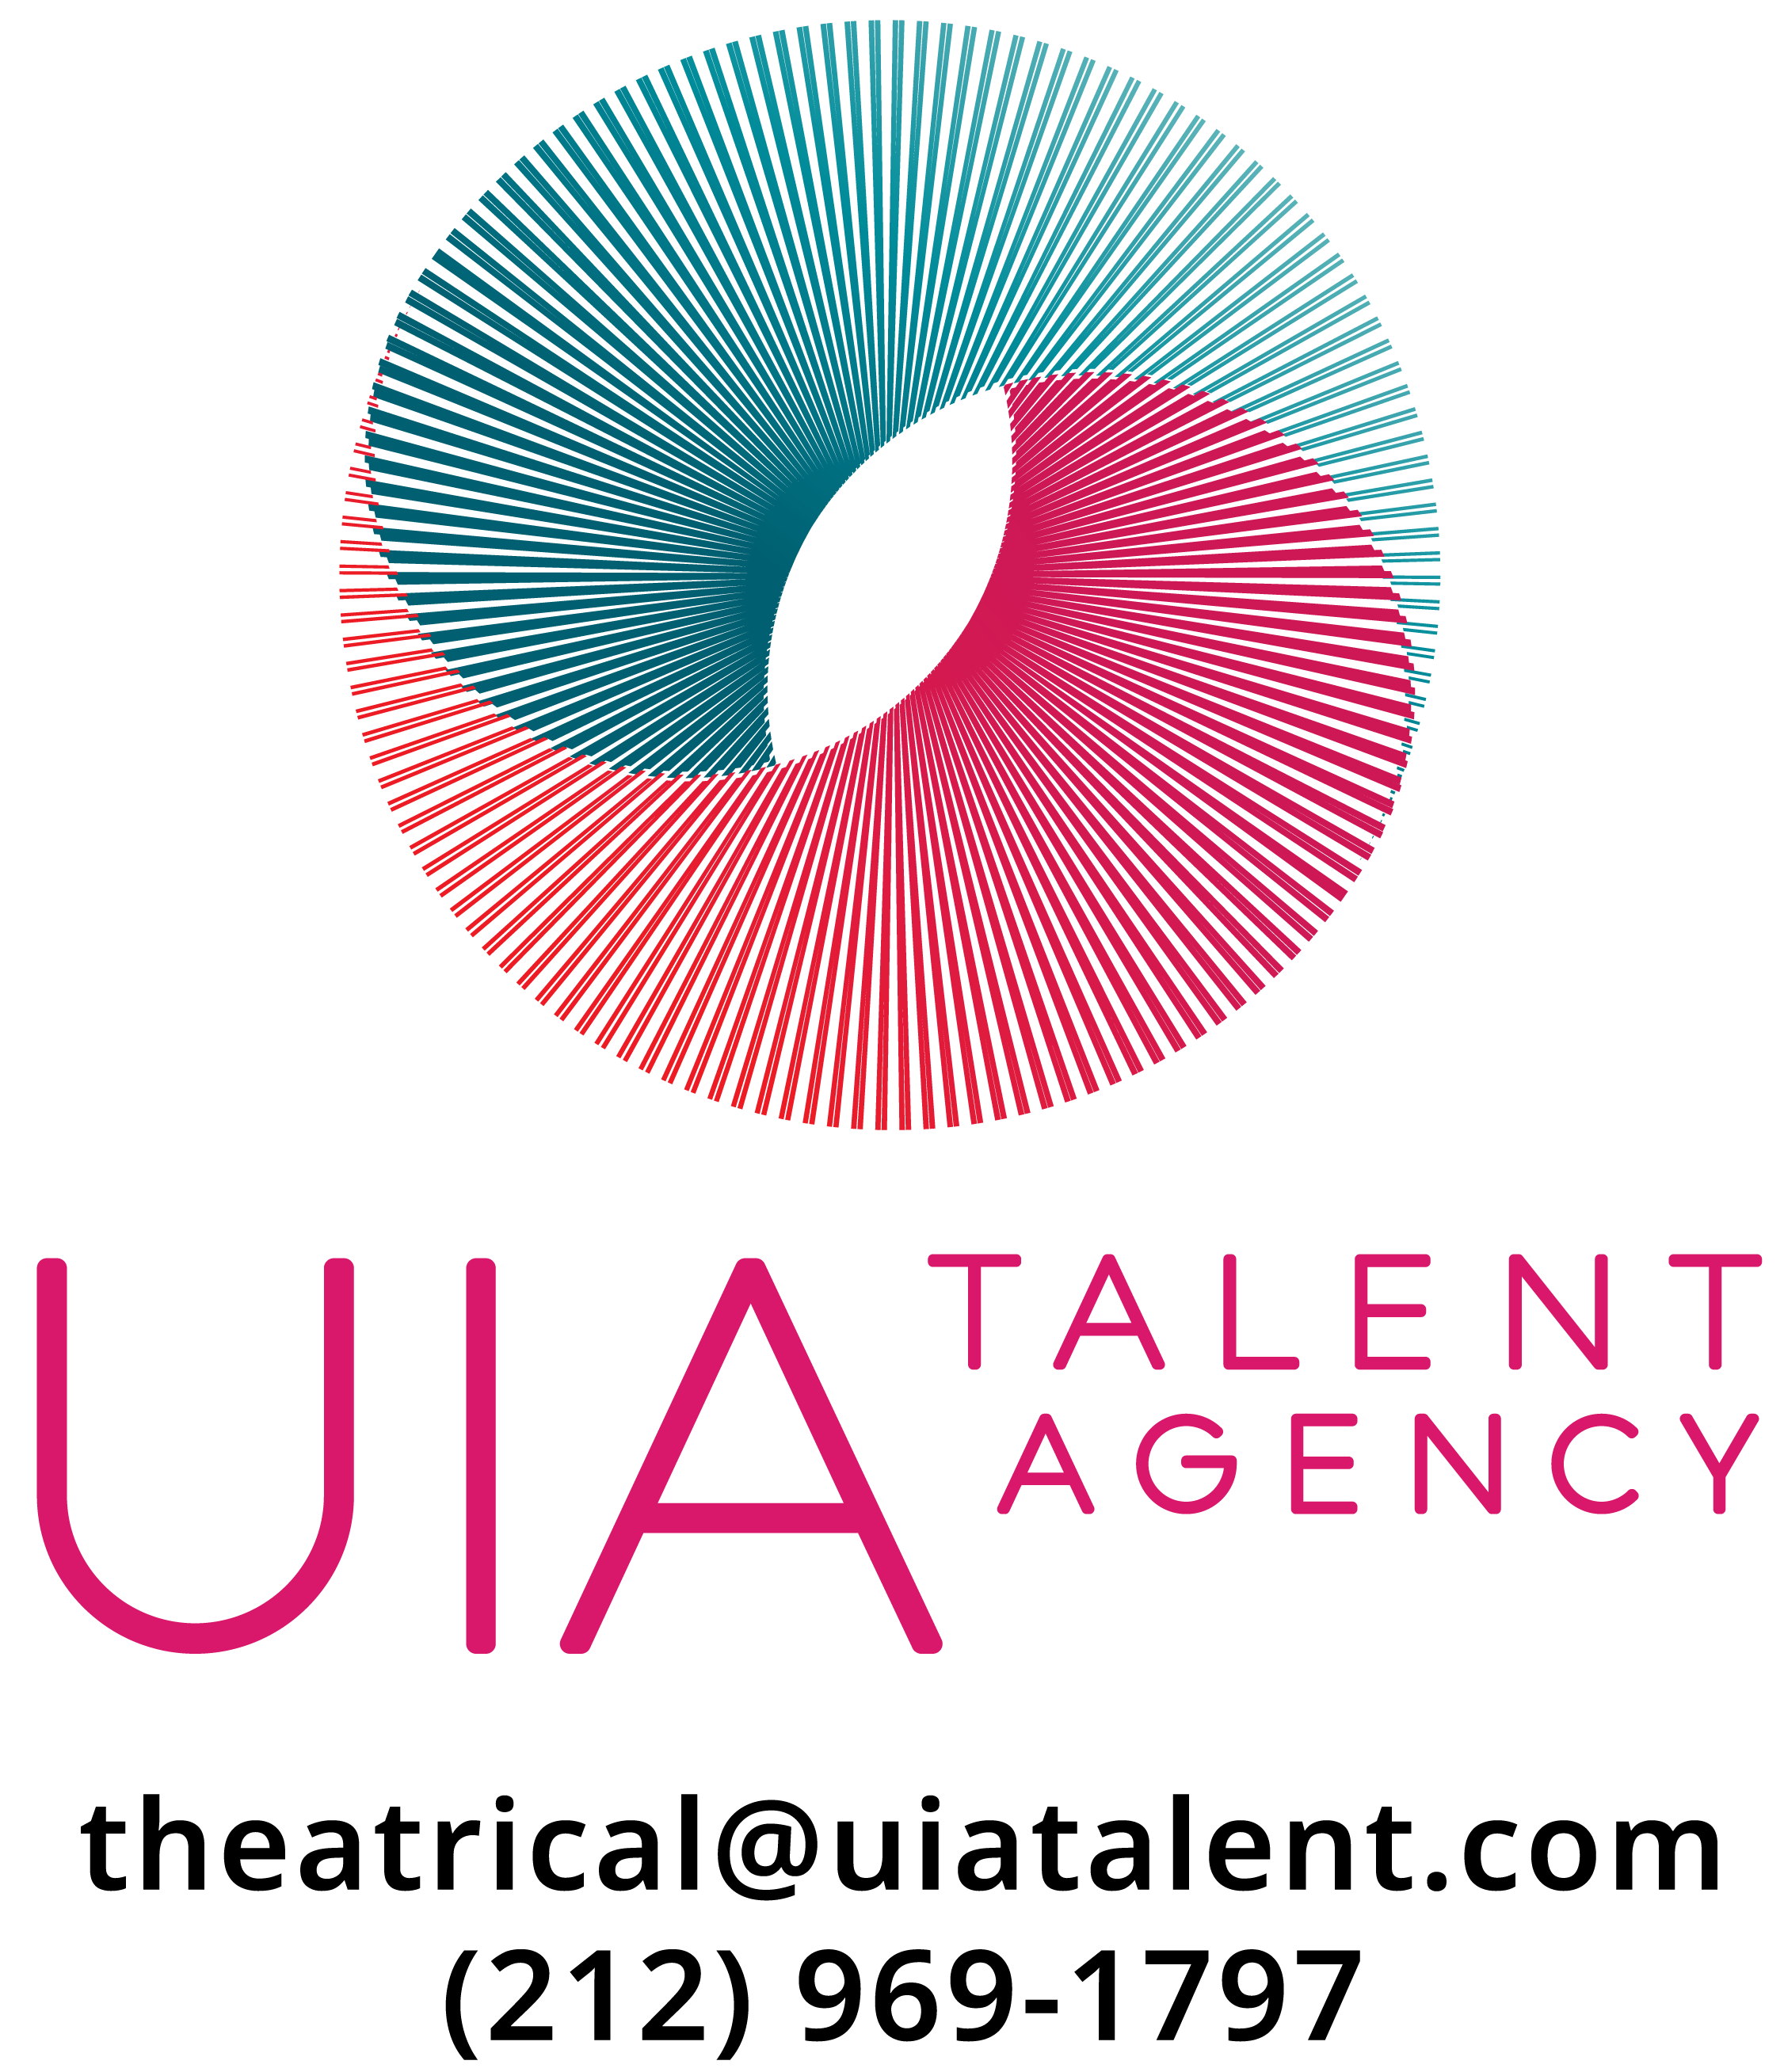 UIA TALENT
AGENCY
theatrical@uiatalent.com
(212) 969-1797